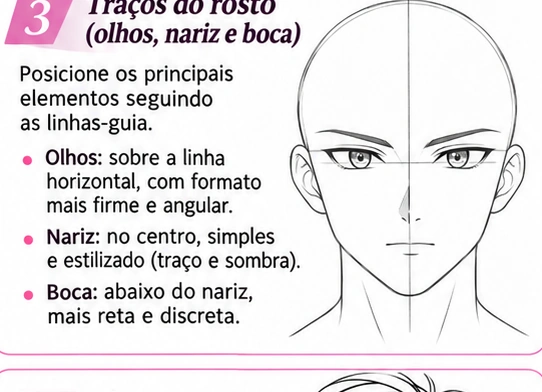 3
Traços do rosto
(olhos, nariz e boca)
Posicione os principais
elementos seguindo
as linhas-guia.
• Olhos: sobre a linha
horizontal, com formato
mais firme e angular.
• Nariz: no centro, simples
e estilizado (traço e sombra).
• Boca: abaixo do nariz,
mais reta e discreta.